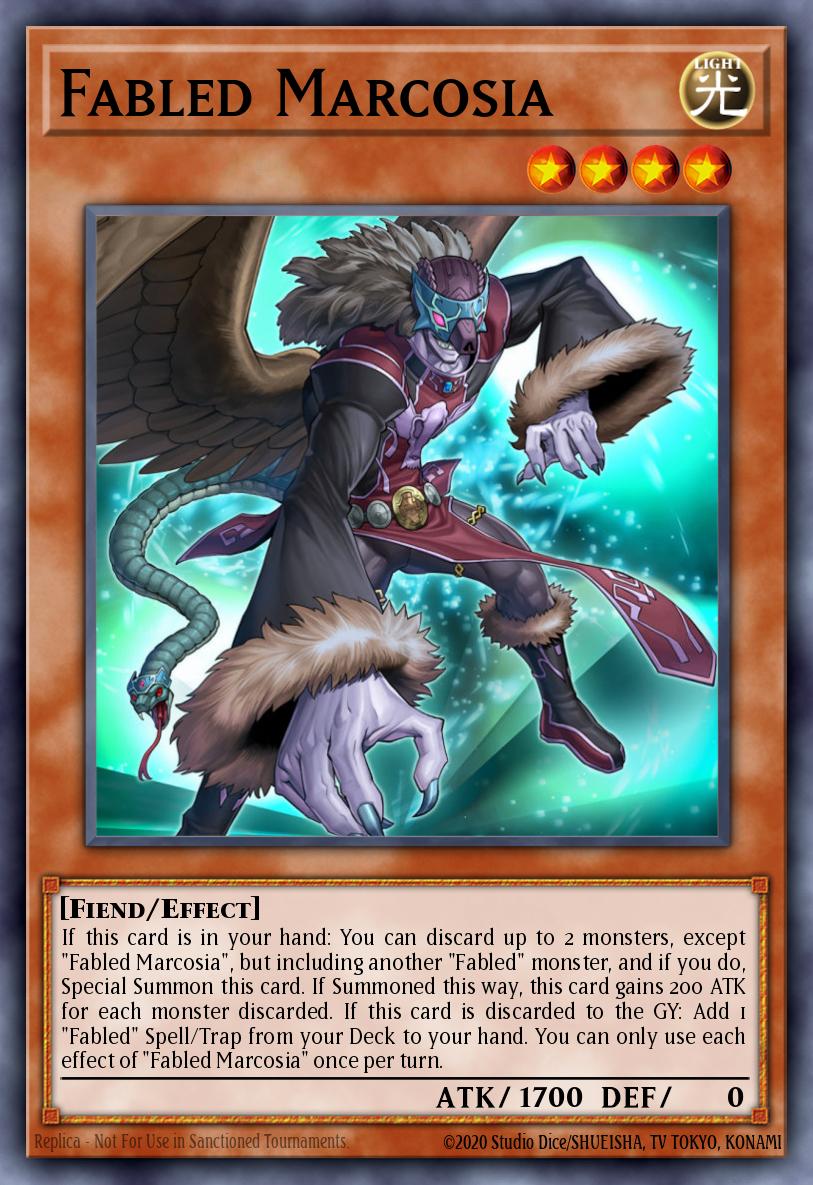 Fabled Marcosia
LIGHT
光
[Fiend/Effect]
If this card is in your hand: You can discard up to 2 monsters, except
"Fabled Marcosia", but including another "Fabled" monster, and if you do,
Special Summon this card. If Summoned this way, this card gains 200 ATK
for each monster discarded. If this card is discarded to the GY: Add 1
"Fabled" Spell/Trap from your Deck to your hand. You can only use each
effect of "Fabled Marcosia" once per turn.
ATK/ 1700 DEF/ 0
Replica - Not For Use in Sanctioned Tournaments.
©2020 Studio Dice/SHUEISHA, TV TOKYO, KONAMI